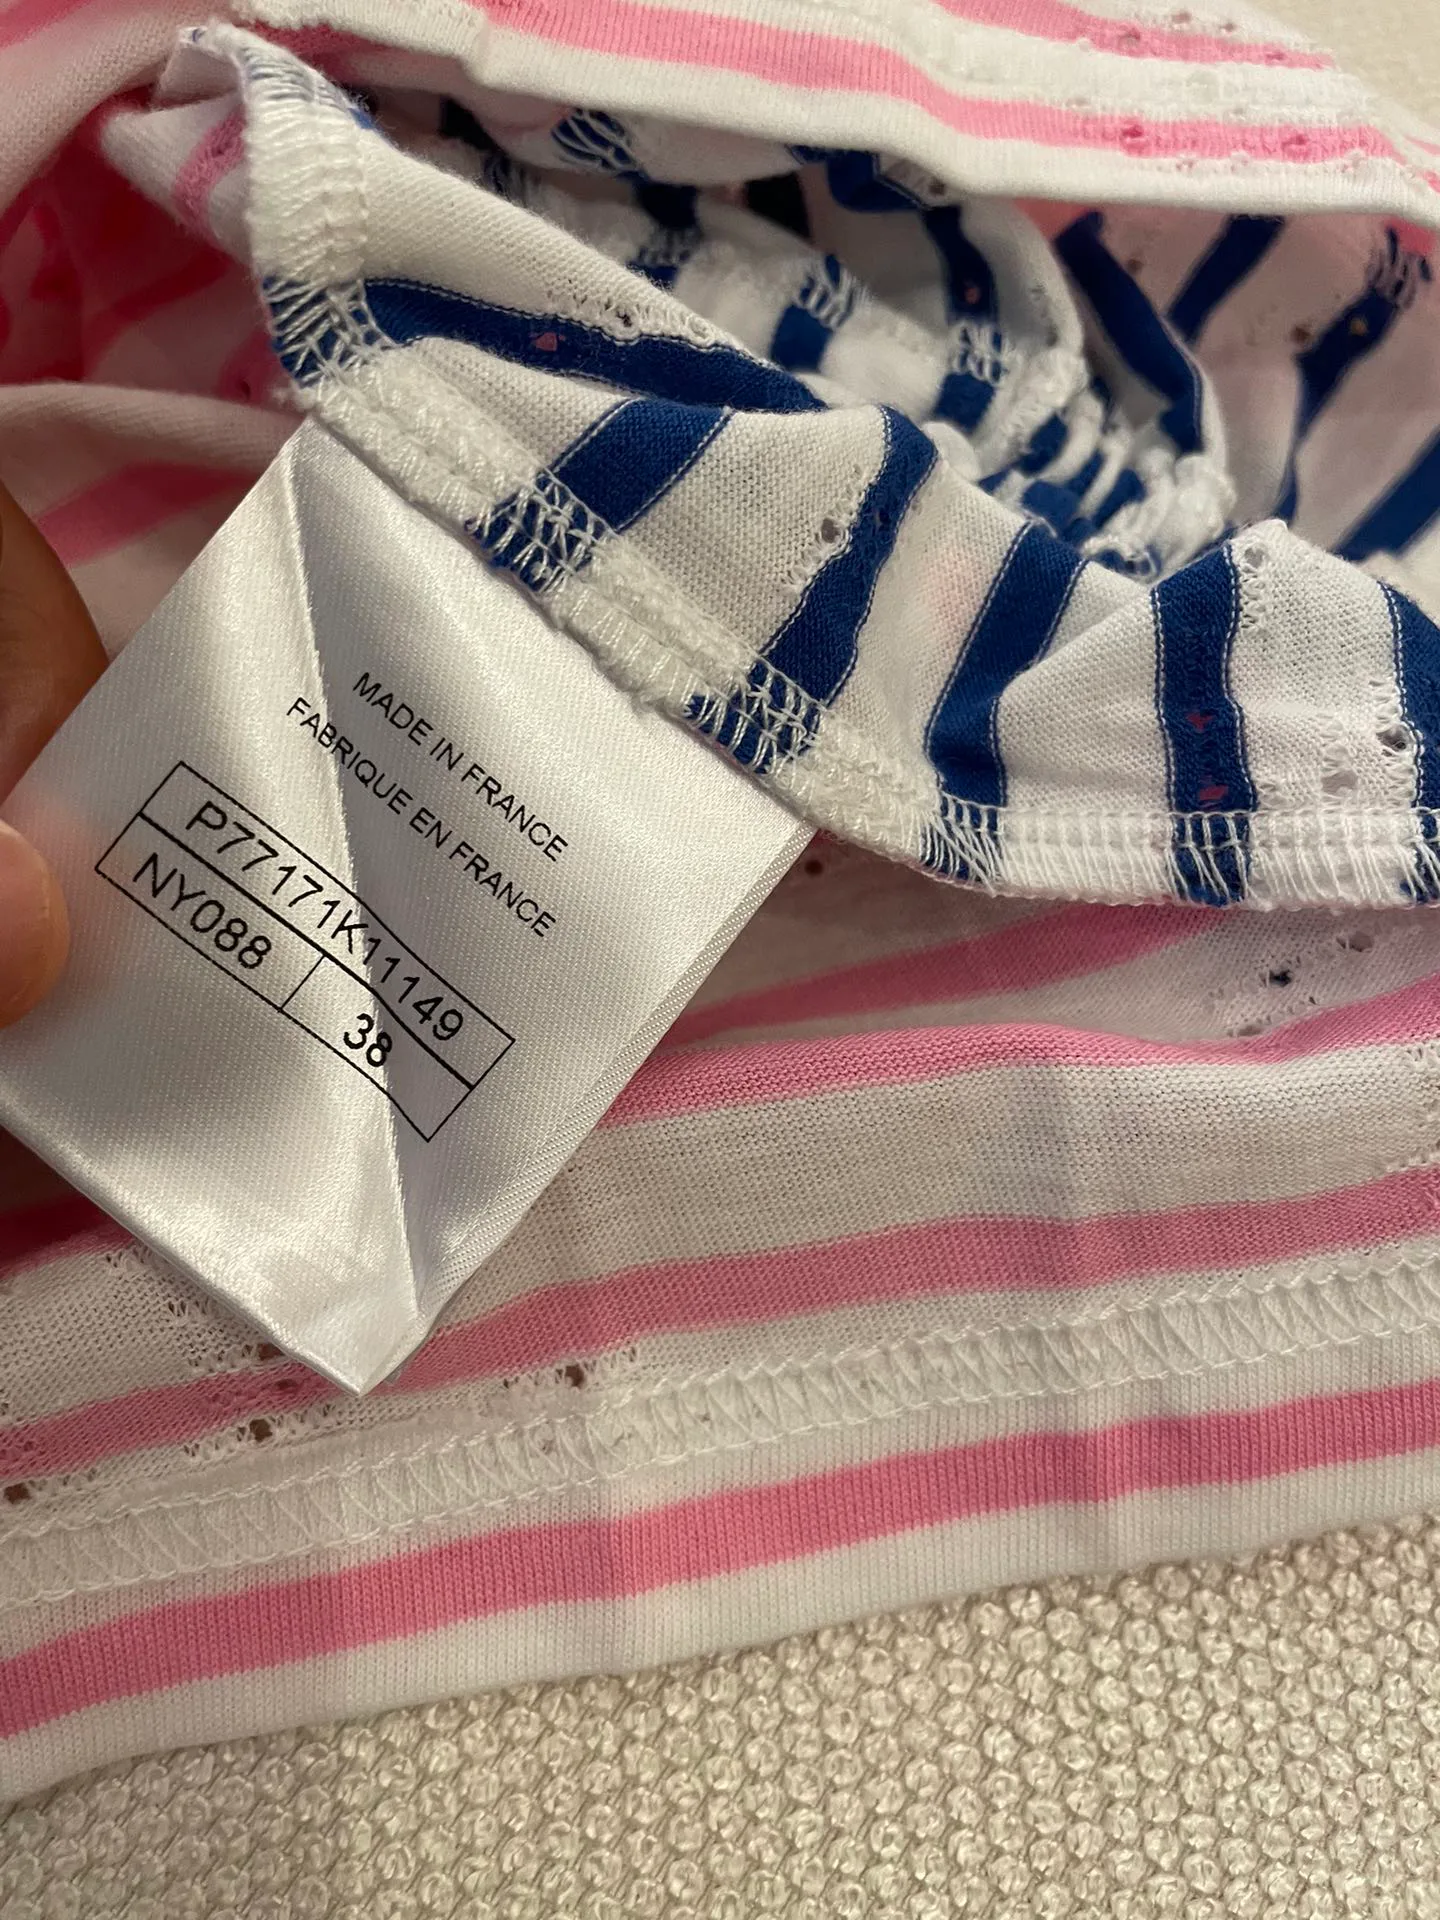 MADE IN FRANCE
FABRIQUE EN FRANCE
P77171K11149
NY088 38